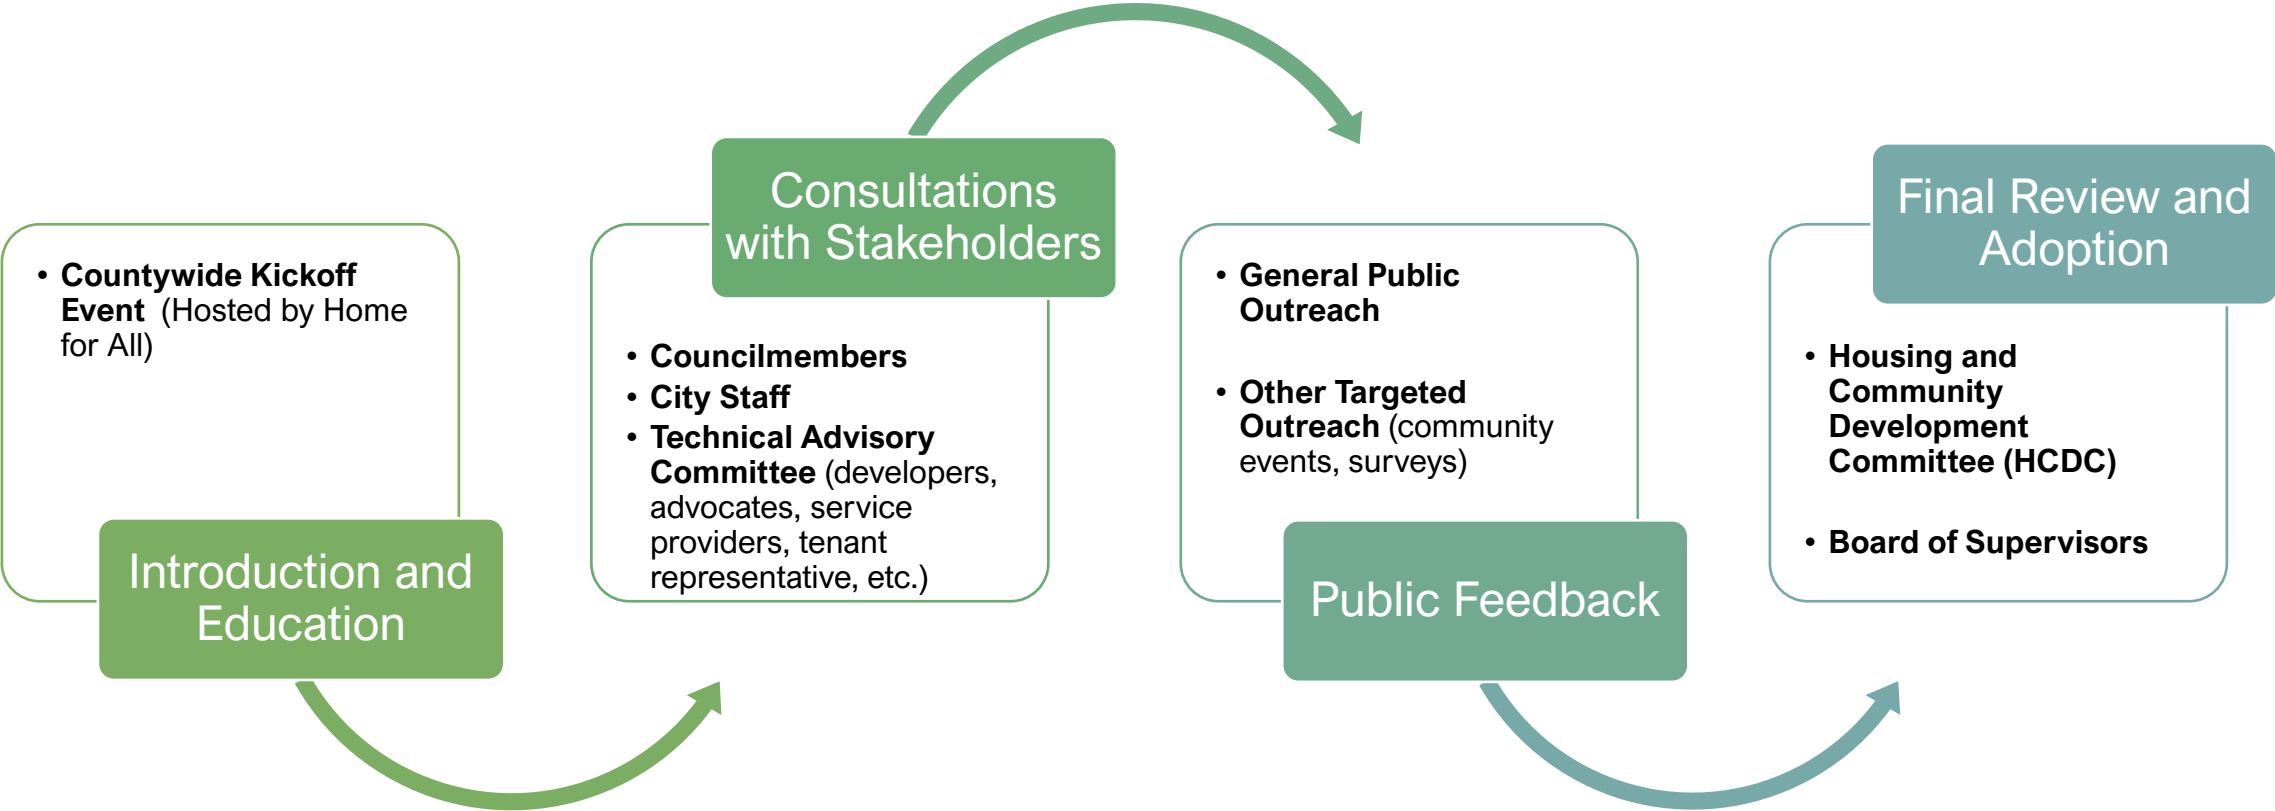 • Countywide Kickoff
Event (Hosted by Home
for All)
Introduction and
Education
Consultations
with Stakeholders
• Councilmembers
• City Staff
• Technical Advisory
Committee (developers,
advocates, service
providers, tenant
representative, etc.)
• General Public
Outreach
• Other Targeted
Outreach (community
events, surveys)
Public Feedback
Final Review and
Adoption
• Housing and
Community
Development
Committee (HCDC)
• Board of Supervisors